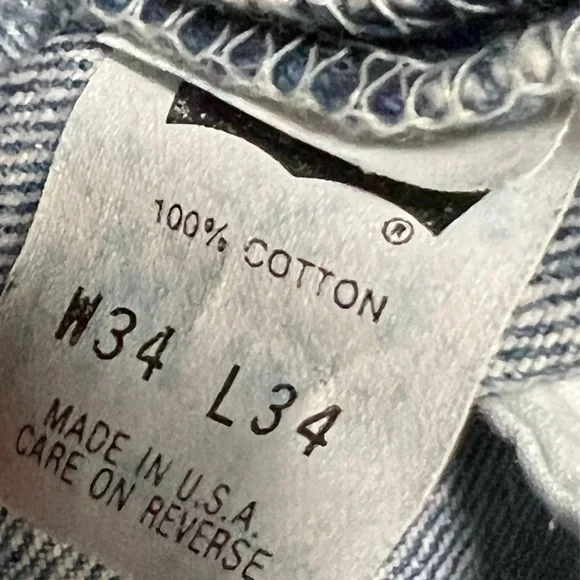 ®
100% COTTON
W34 L34
MADE IN U.S.A.
CARE ON REVERSE